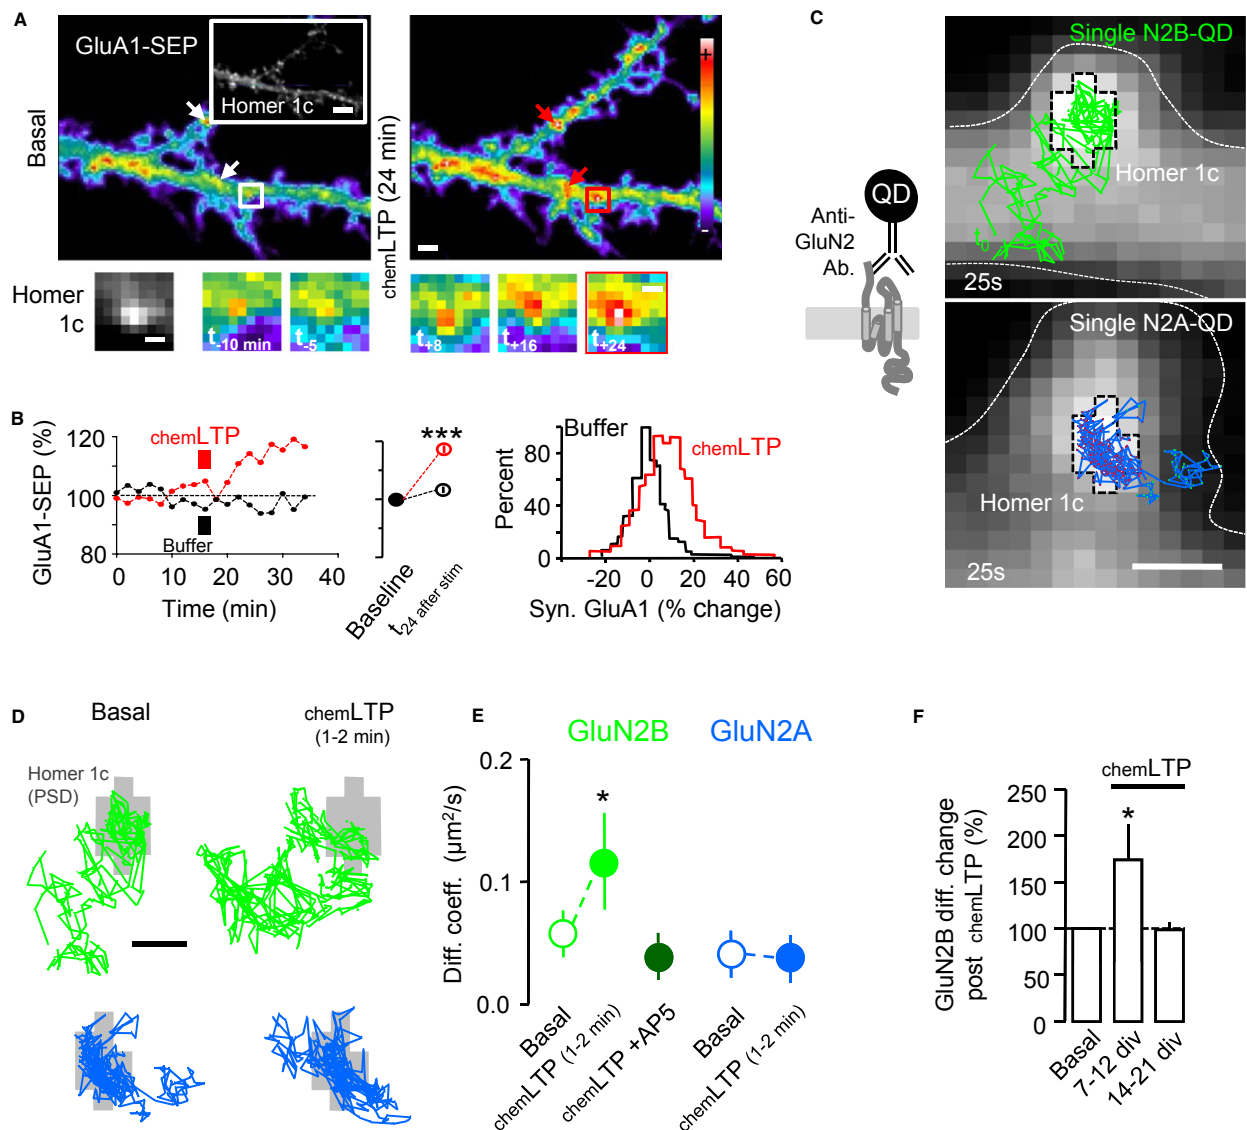 A
GluA1-SEP
Homer 1c
Basal
chemLTP (24 min)
+
-
Homer
1c
t-10 min
t-5
t+8
t+16
t+24
B
GluA1-SEP (%)
120
100
80
chemLTP
Buffer
0
10
20
30
40
Time (min)
***
Baseline
t24 after stim
Percent
80
40
0
Buffer
chemLTP
-20
0
20
40
60
Syn. GluA1 (% change)
C
QD
Anti-
GluN2
Ab.
Single N2B-QD
Homer 1c
t0
25s
Single N2A-QD
Homer 1c
25s
D
Basal
chemLTP
(1-2 min)
Homer 1c
(PSD)
E
GluN2B
GluN2A
Diff. coeff. (μm²/s)
0.2
0.1
0.0
*
Basal
chemLTP (1-2 min)
chemLTP +AP5
Basal
chemLTP (1-2 min)
F
chemLTP
GluN2B diff. change
post chemLTP (%)
250
200
150
100
50
0
*
Basal
7-12 div
14-21 div